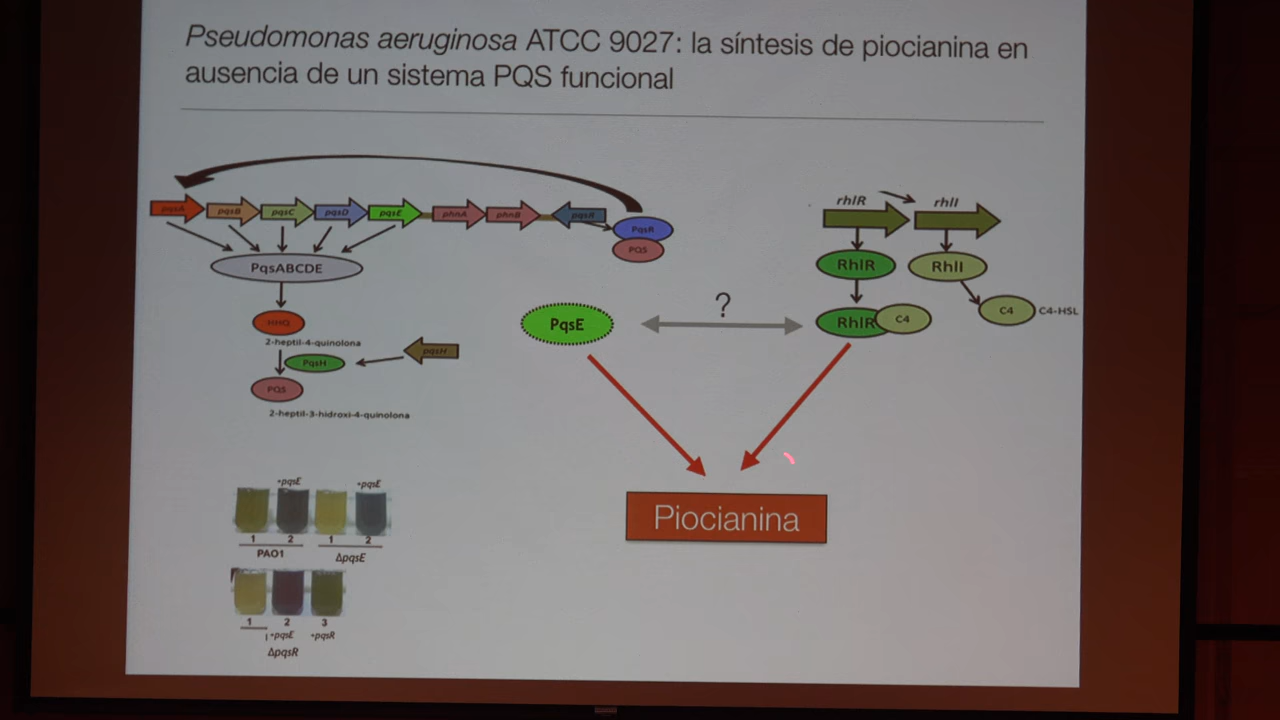 Pseudomonas aeruginosa ATCC 9027: la síntesis de piocianina en
ausencia de un sistema PQS funcional
pqsA
pqsB
pqsC
pqsD
pqsE
phnA
phnB
pqsR
PqsR
PQS
PqsABCDE
HHQ
2-heptil-4-quinolona
PqsH
pqsH
PQS
2-heptil-3-hidroxi-4-quinolona
rhlR
rhlI
RhlR
RhlI
RhlR
C4
C4
C4-HSL
PqsE
?
Piocianina
+pqsE
+pqsE
1 2 1 2
PAO1
ΔpqsE
1 2 3
+pqsE +pqsR
ΔpqsR